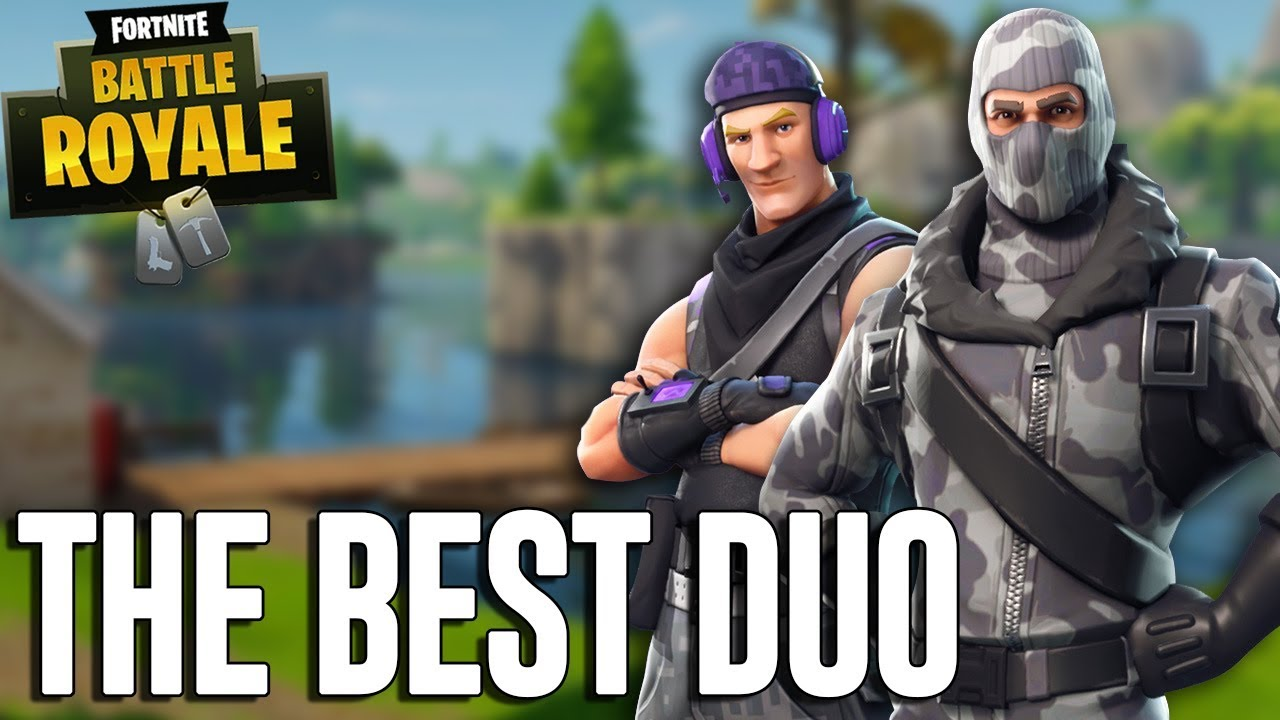 FORTNITE
BATTLE
ROYALE
THE BEST DUO